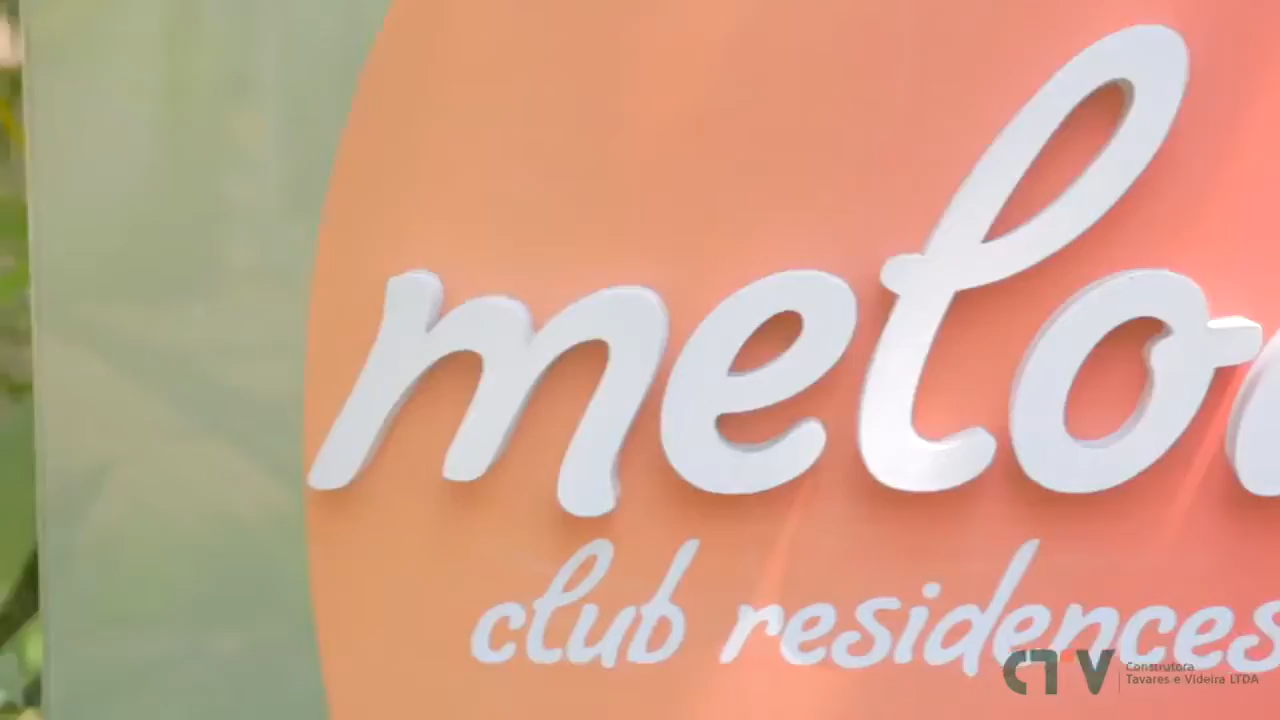 melo
club residences
CTV
Construtora
Tavares e Videira LTDA